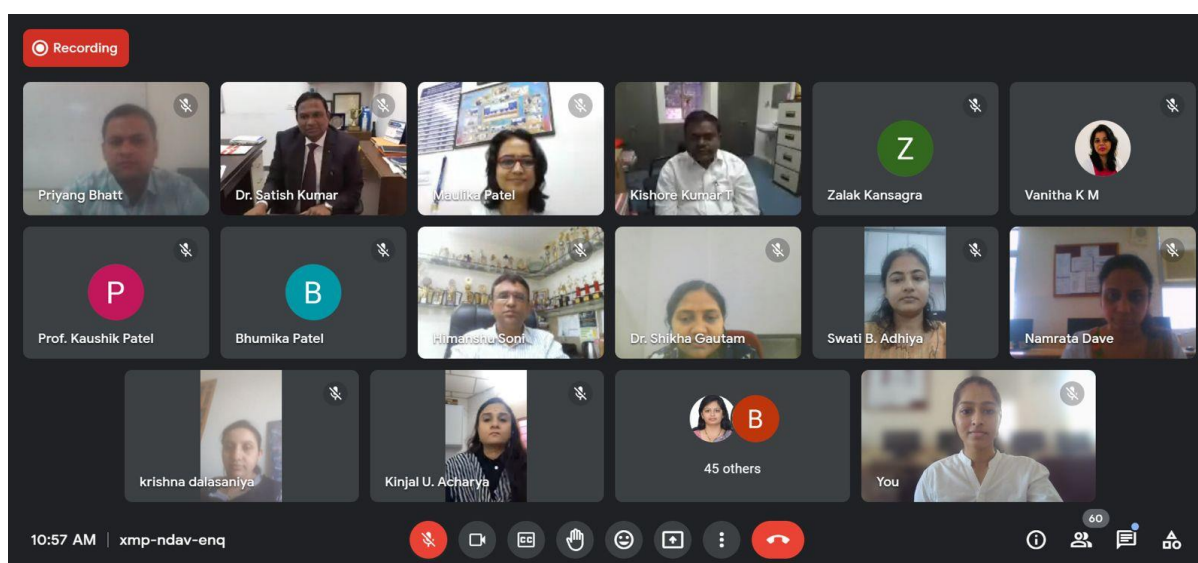 Recording
Priyang Bhatt
Dr. Satish Kumar
Maulika Patel
Kishore Kumar T
Z
Zalak Kansagra
Vanitha K M
P
Prof. Kaushik Patel
B
Bhumika Patel
Himanshu Soni
Dr. Shikha Gautam
Swati B. Adhiya
Namrata Dave
krishna dalasaniya
Kinjal U. Acharya
B
45 others
You
10:57 AM | xmp-ndav-enq
CC
60